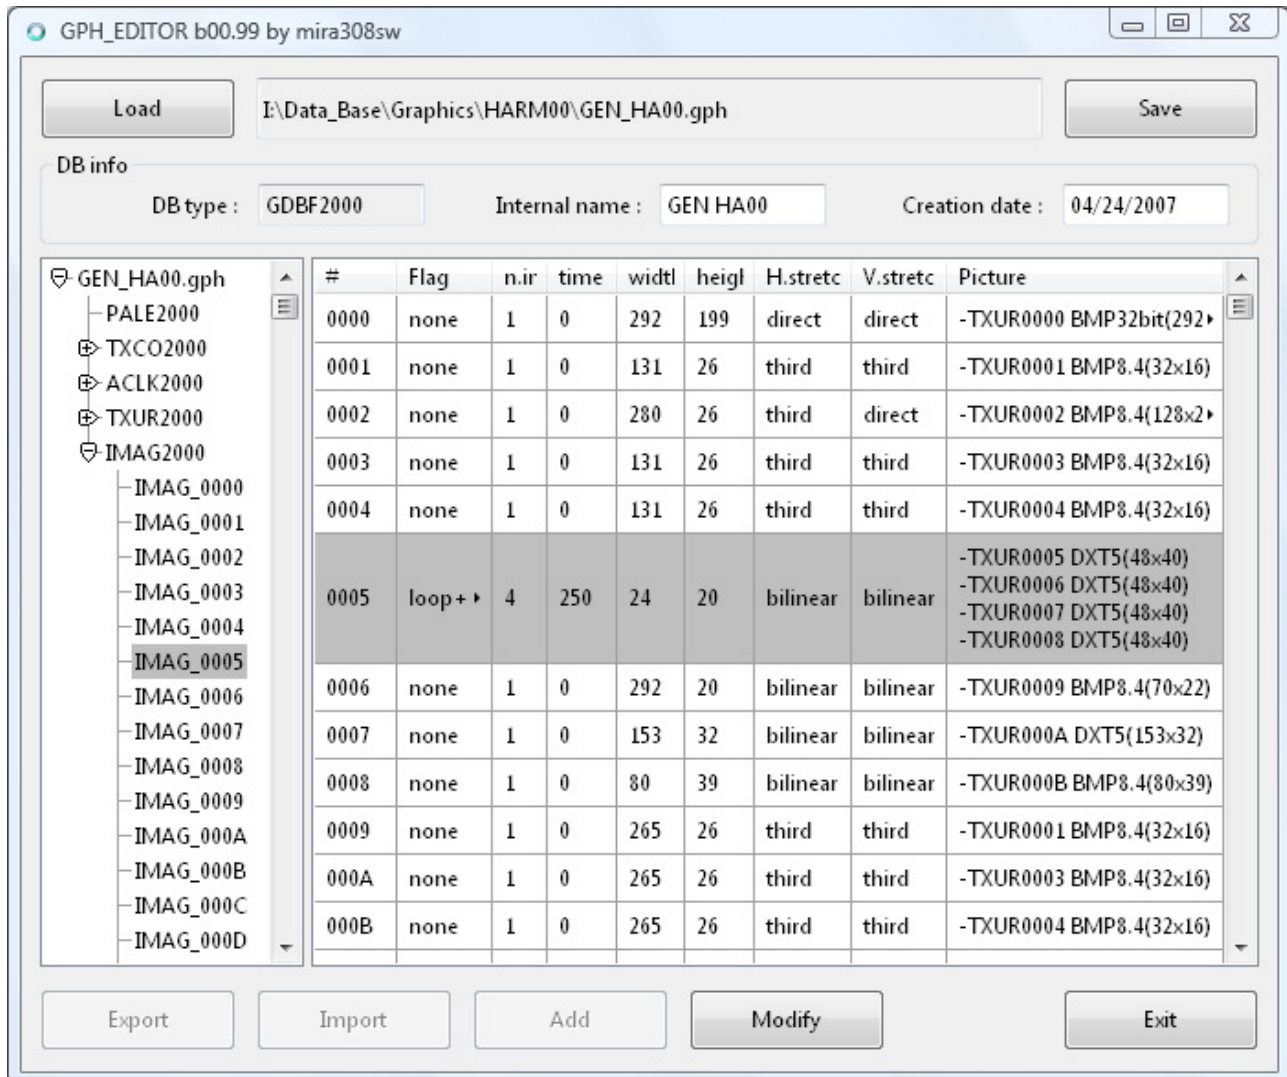 GPH_EDITOR b00.99 by mira308sw
Load I:\Data_Base\Graphics\HARM00\GEN_HA00.gph Save
DB info
DB type : GDBF2000 Internal name : GEN HA00 Creation date : 04/24/2007
GEN_HA00.gph
PALE2000
TXCO2000
ACLK2000
TXUR2000
IMAG2000
IMAG_0000
IMAG_0001
IMAG_0002
IMAG_0003
IMAG_0004
IMAG_0005
IMAG_0006
IMAG_0007
IMAG_0008
IMAG_0009
IMAG_000A
IMAG_000B
IMAG_000C
IMAG_000D
# Flag n.ir time widtl heigl H.stretc V.stretc Picture
0000 none 1 0 292 199 direct direct -TXUR0000 BMP32bit(292
0001 none 1 0 131 26 third third -TXUR0001 BMP8.4(32x16)
0002 none 1 0 280 26 third direct -TXUR0002 BMP8.4(128x2
0003 none 1 0 131 26 third third -TXUR0003 BMP8.4(32x16)
0004 none 1 0 131 26 third third -TXUR0004 BMP8.4(32x16)
0005 loop+ 4 250 24 20 bilinear bilinear -TXUR0005 DXT5(48x40)
-TXUR0006 DXT5(48x40)
-TXUR0007 DXT5(48x40)
-TXUR0008 DXT5(48x40)
0006 none 1 0 292 20 bilinear bilinear -TXUR0009 BMP8.4(70x22)
0007 none 1 0 153 32 bilinear bilinear -TXUR000A DXT5(153x32)
0008 none 1 0 80 39 bilinear bilinear -TXUR000B BMP8.4(80x39)
0009 none 1 0 265 26 third third -TXUR0001 BMP8.4(32x16)
000A none 1 0 265 26 third third -TXUR0003 BMP8.4(32x16)
000B none 1 0 265 26 third third -TXUR0004 BMP8.4(32x16)
Export Import Add Modify Exit